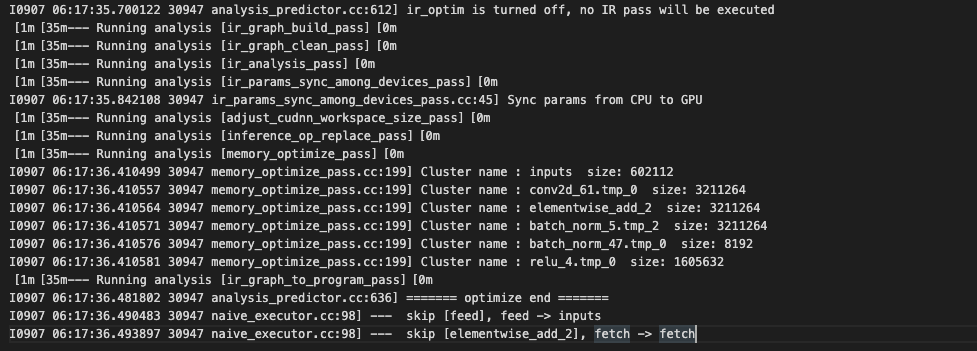 I0907 06:17:35.700122 30947 analysis_predictor.cc:612] ir_optim is turned off, no IR pass will be executed
[1m [35m--- Running analysis [ir_graph_build_pass] [0m
[1m [35m--- Running analysis [ir_graph_clean_pass] [0m
[1m [35m--- Running analysis [ir_analysis_pass] [0m
[1m [35m--- Running analysis [ir_params_sync_among_devices_pass] [0m
I0907 06:17:35.842108 30947 ir_params_sync_among_devices_pass.cc:45] Sync params from CPU to GPU
[1m [35m--- Running analysis [adjust_cudnn_workspace_size_pass] [0m
[1m [35m--- Running analysis [inference_op_replace_pass] [0m
[1m [35m--- Running analysis [memory_optimize_pass] [0m
I0907 06:17:36.410499 30947 memory_optimize_pass.cc:199] Cluster name : inputs  size: 602112
I0907 06:17:36.410557 30947 memory_optimize_pass.cc:199] Cluster name : conv2d_61.tmp_0  size: 3211264
I0907 06:17:36.410564 30947 memory_optimize_pass.cc:199] Cluster name : elementwise_add_2  size: 3211264
I0907 06:17:36.410571 30947 memory_optimize_pass.cc:199] Cluster name : batch_norm_5.tmp_2  size: 3211264
I0907 06:17:36.410576 30947 memory_optimize_pass.cc:199] Cluster name : batch_norm_47.tmp_0  size: 8192
I0907 06:17:36.410581 30947 memory_optimize_pass.cc:199] Cluster name : relu_4.tmp_0  size: 1605632
[1m [35m--- Running analysis [ir_graph_to_program_pass] [0m
I0907 06:17:36.481802 30947 analysis_predictor.cc:636] ======= optimize end =======
I0907 06:17:36.490483 30947 naive_executor.cc:98] ---  skip [feed], feed -> inputs
I0907 06:17:36.493897 30947 naive_executor.cc:98] ---  skip [elementwise_add_2], fetch -> fetch